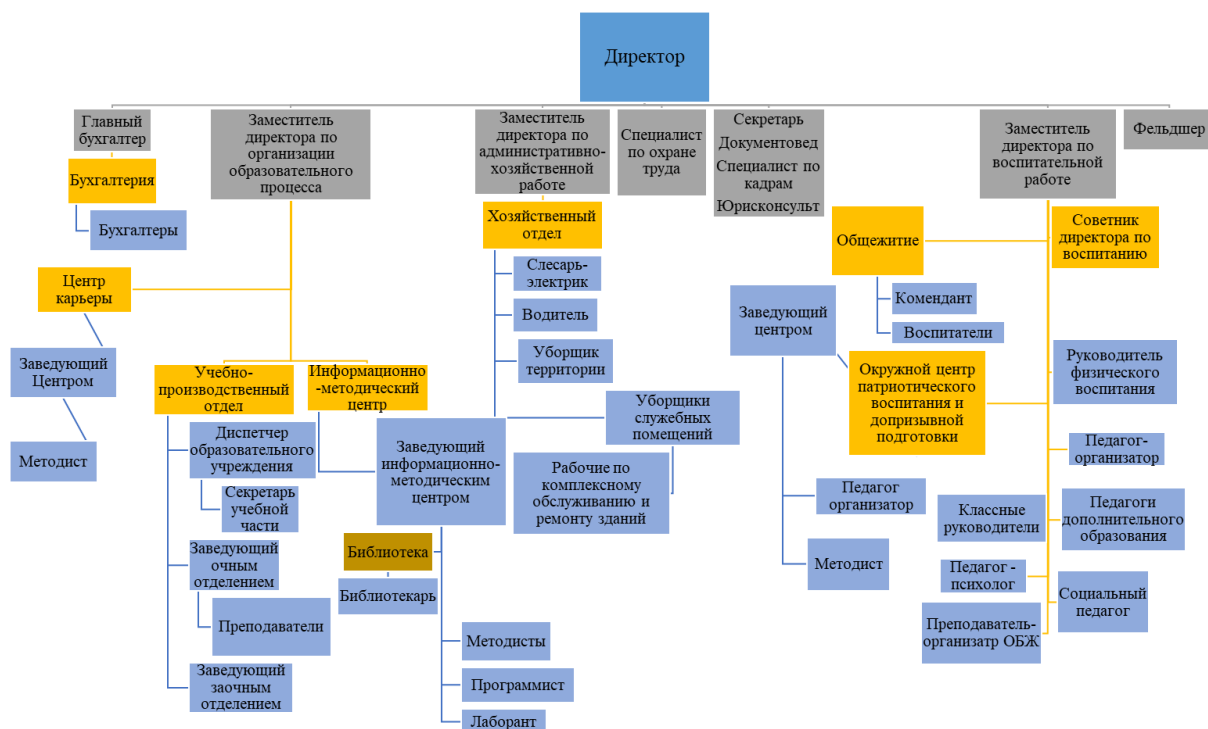 Директор
Главный
бухгалтер
Заместитель
директора по
организации
образовательного
процесса
Заместитель
директора по
административно-
хозяйственной
работе
Специалист
по охране
труда
Секретарь
Документовед
Специалист по
кадрам
Юрисконсульт
Заместитель
директора по
воспитательной
работе
Фельдшер
Бухгалтерия
Бухгалтеры
Центр
карьеры
Заведующий
Центром
Методист
Учебно-
производственный
отдел
Диспетчер
образовательного
учреждения
Секретарь
учебной
части
Заведующий
очным
отделением
Преподаватели
Заведующий
заочным
отделением
Информационно
-методический
центр
Заведующий
информационно-
методическим
центром
Библиотека
Библиотекарь
Методисты
Программист
Лаборант
Хозяйственный
отдел
Слесарь-
электрик
Водитель
Уборщик
территории
Уборщики
служебных
помещений
Рабочие по
комплексному
обслуживанию и
ремонту зданий
Общежитие
Комендант
Воспитатели
Заведующий
центром
Окружной центр
патриотического
воспитания и
допризывной
подготовки
Педагог
организатор
Методист
Советник
директора по
воспитанию
Руководитель
физического
воспитания
Педагог-
организатор
Классные
руководители
Педагоги
дополнительного
образования
Педагог -
психолог
Социальный
педагог
Преподаватель-
организатр ОБЖ